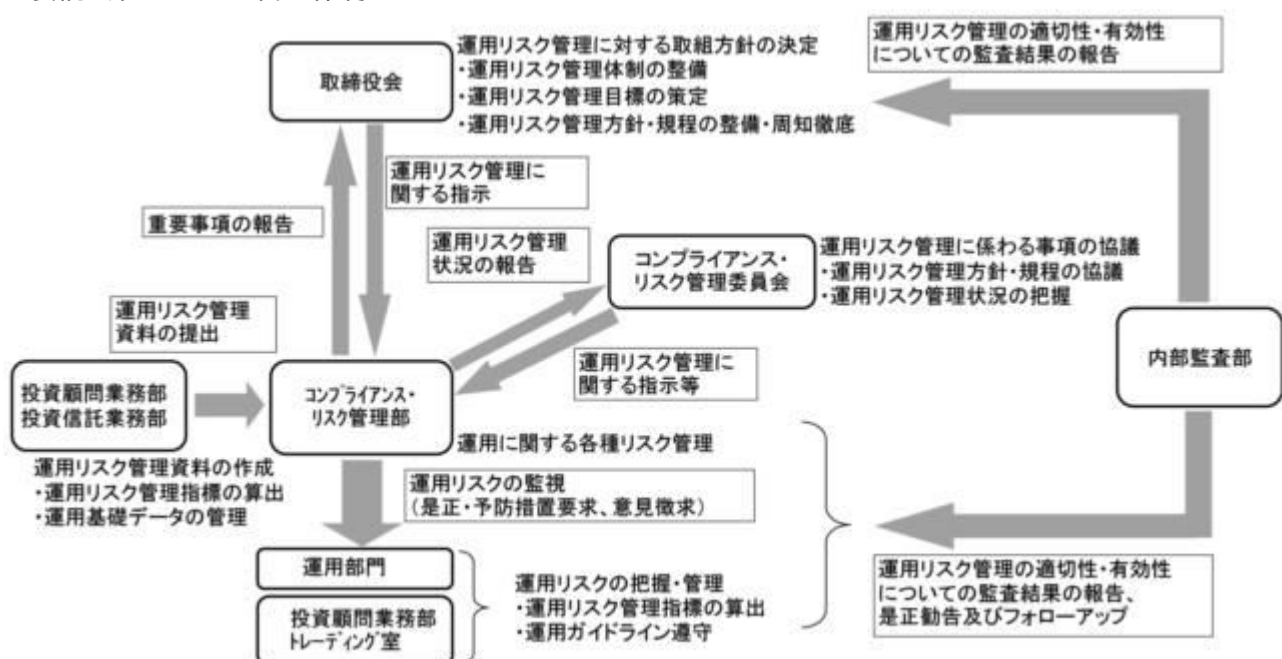 取締役会
運用リスク管理に対する取組方針の決定
・運用リスク管理体制の整備
・運用リスク管理目標の策定
・運用リスク管理方針・規程の整備・周知徹底
運用リスク管理の適切性・有効性
についての監査結果の報告
運用リスク管理に
関する指示
重要事項の報告
運用リスク管理
状況の報告
コンプライアンス・
リスク管理委員会
運用リスク管理に係わる事項の協議
・運用リスク管理方針・規程の協議
・運用リスク管理状況の把握
運用リスク管理
資料の提出
運用リスク管理に
関する指示等
内部監査部
投資顧問業務部
投資信託業務部
コンプライアンス・
リスク管理部
運用に関する各種リスク管理
運用リスク管理資料の作成
・運用リスク管理指標の算出
・運用基礎データの管理
運用リスクの監視
(是正・予防措置要求、意見徴求)
運用部門
投資顧問業務部
トレーディング室
運用リスクの把握・管理
・運用リスク管理指標の算出
・運用ガイドライン遵守
運用リスク管理の適切性・有効性
についての監査結果の報告、
是正勧告及びフォローアップ